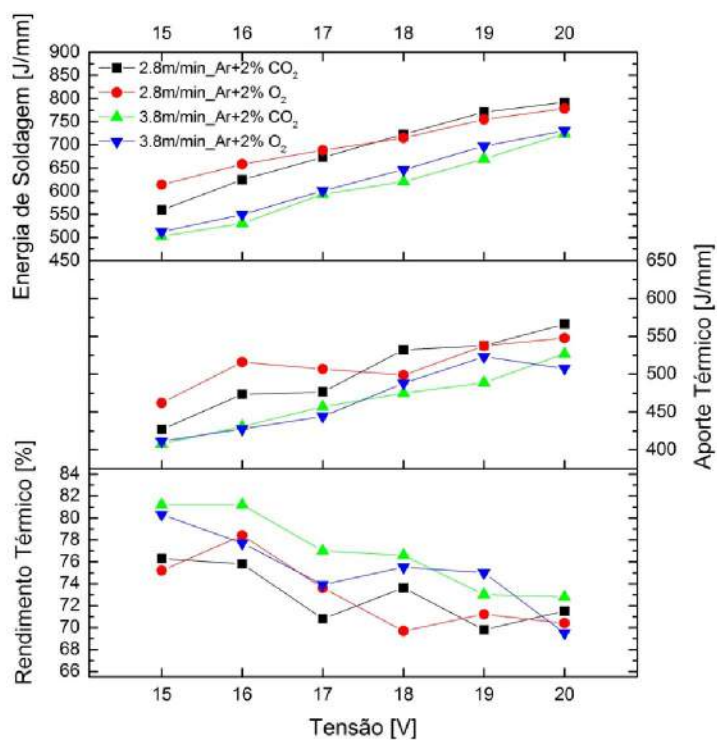 15 16 17 18 19 20
Energia de Soldagem [J/mm]
900
850
800
750
700
650
600
550
500
450
2.8m/min_Ar+2% CO₂
2.8m/min_Ar+2% O₂
3.8m/min_Ar+2% CO₂
3.8m/min_Ar+2% O₂
Aporte Térmico [J/mm]
650
600
550
500
450
400
Rendimento Térmico [%]
84
82
80
78
76
74
72
70
68
66
15 16 17 18 19 20
Tensão [V]